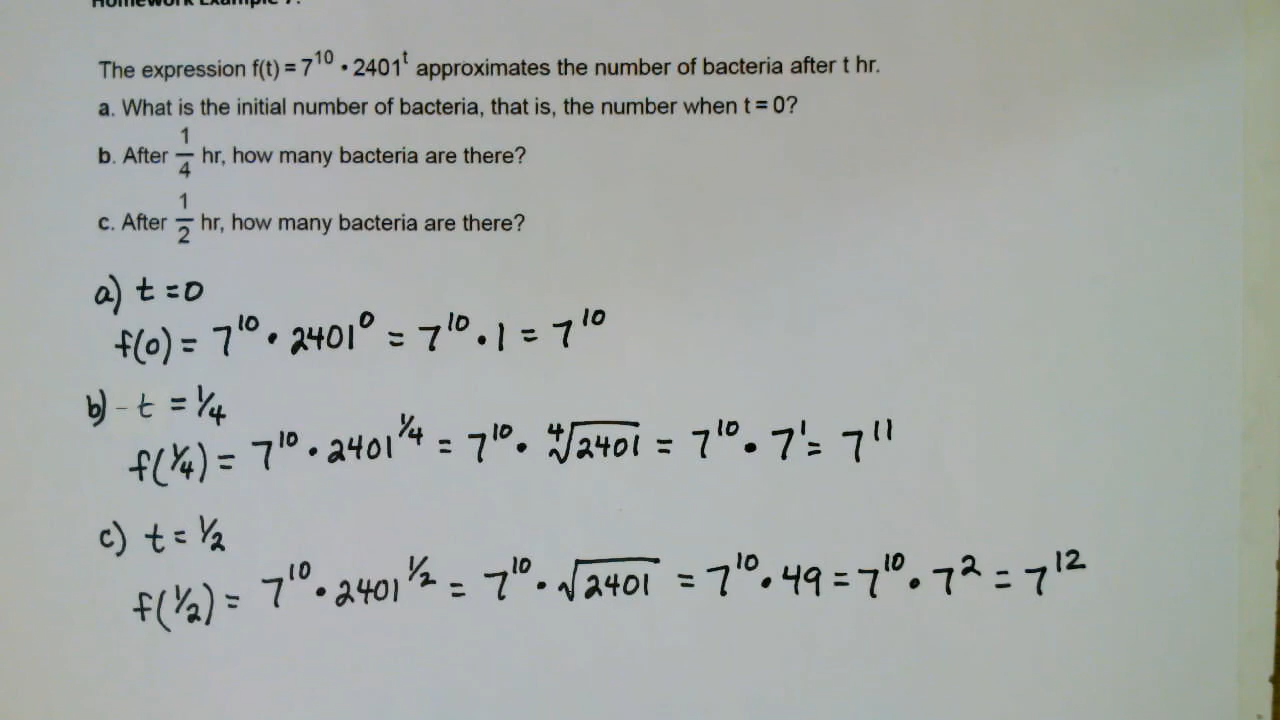 Homework Example 7:
The expression f(t) = 7^10 • 2401^t approximates the number of bacteria after t hr.
a. What is the initial number of bacteria, that is, the number when t = 0?
b. After 1/4 hr, how many bacteria are there?
c. After 1/2 hr, how many bacteria are there?
a) t = 0
f(0) = 7^10 • 2401^0 = 7^10 • 1 = 7^10
b) - t = 1/4
f(1/4) = 7^10 • 2401^1/4 = 7^10 • ∜2401 = 7^10 • 7^1 = 7^11
c) t = 1/2
f(1/2) = 7^10 • 2401^1/2 = 7^10 • √2401 = 7^10 • 49 = 7^10 • 7^2 = 7^12